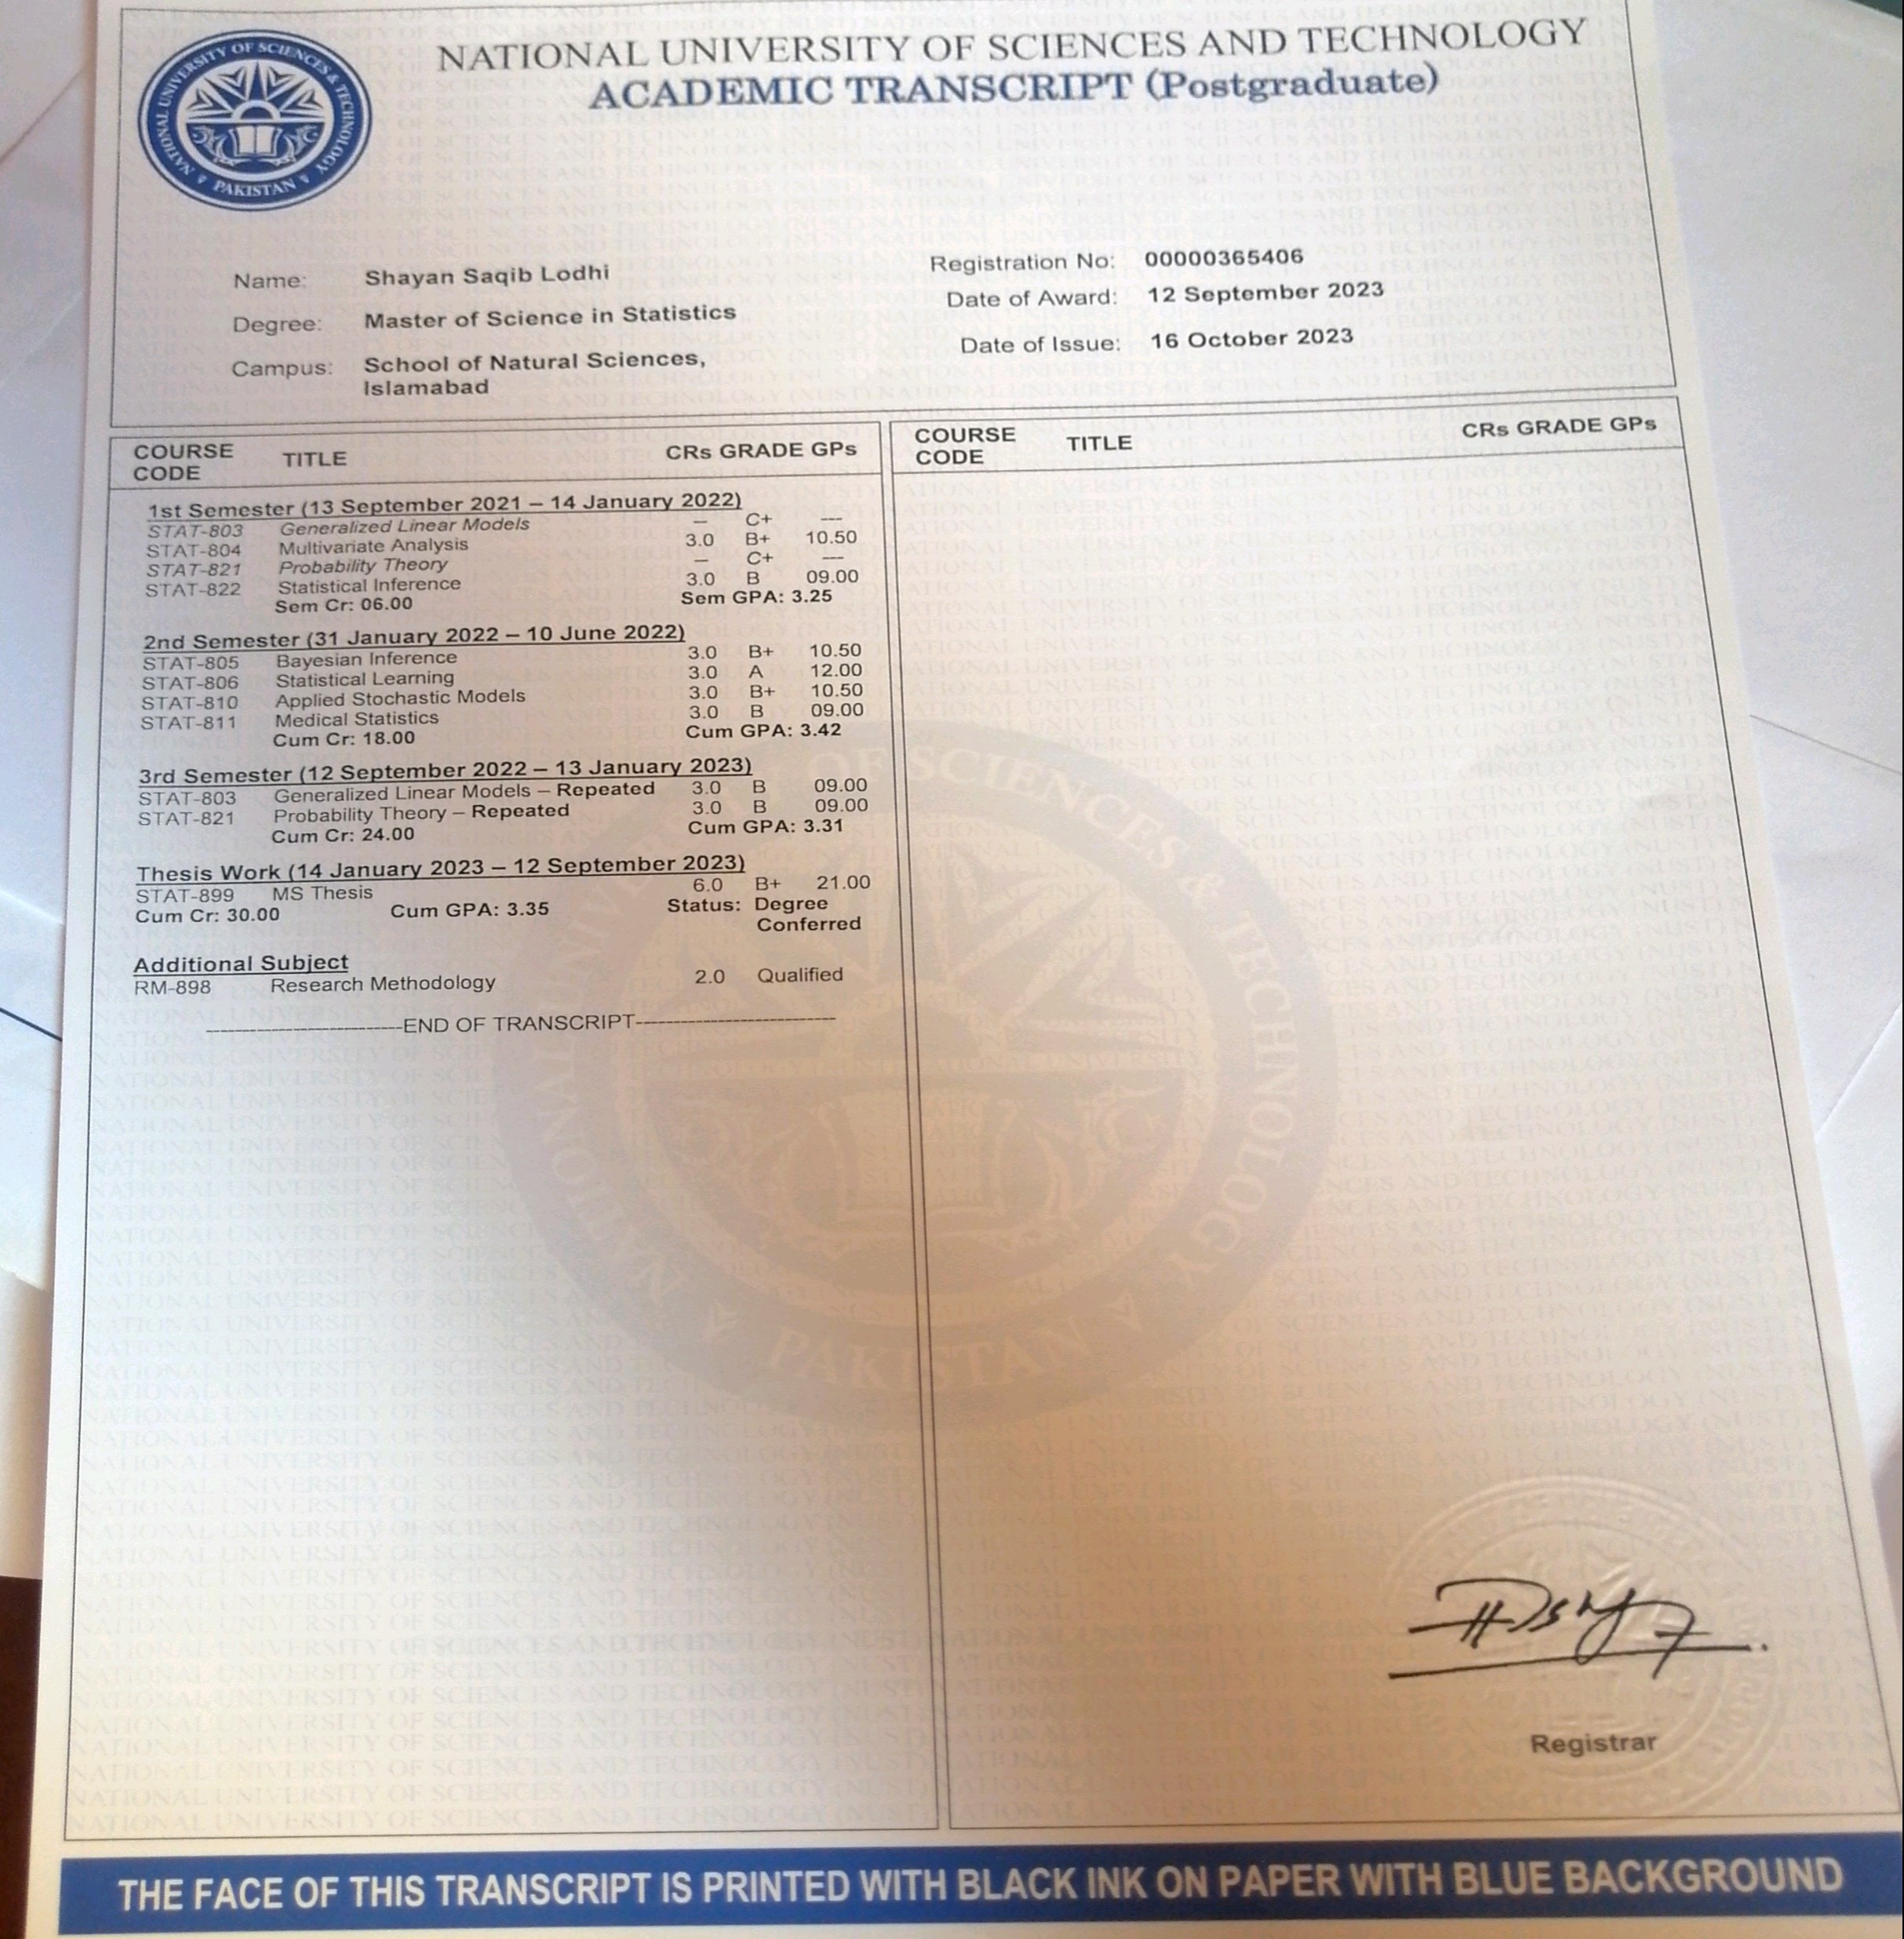 NATIONAL UNIVERSITY OF SCIENCES & TECHNOLOGY
PAKISTAN
NATIONAL UNIVERSITY OF SCIENCES AND TECHNOLOGY
ACADEMIC TRANSCRIPT (Postgraduate)
Name: Shayan Saqib Lodhi
Degree: Master of Science in Statistics
Campus: School of Natural Sciences,
Islamabad
Registration No: 00000365406
Date of Award: 12 September 2023
Date of Issue: 16 October 2023
COURSE CODE TITLE CRs GRADE GPs
1st Semester (13 September 2021 – 14 January 2022)
STAT-803 Generalized Linear Models — C+ ---
STAT-804 Multivariate Analysis 3.0 B+ 10.50
STAT-821 Probability Theory — C+ ---
STAT-822 Statistical Inference 3.0 B 09.00
Sem Cr: 06.00 Sem GPA: 3.25
2nd Semester (31 January 2022 – 10 June 2022)
STAT-805 Bayesian Inference 3.0 B+ 10.50
STAT-806 Statistical Learning 3.0 A 12.00
STAT-810 Applied Stochastic Models 3.0 B+ 10.50
STAT-811 Medical Statistics 3.0 B 09.00
Cum Cr: 18.00 Cum GPA: 3.42
3rd Semester (12 September 2022 – 13 January 2023)
STAT-803 Generalized Linear Models – Repeated 3.0 B 09.00
STAT-821 Probability Theory – Repeated 3.0 B 09.00
Cum Cr: 24.00 Cum GPA: 3.31
Thesis Work (14 January 2023 – 12 September 2023)
STAT-899 MS Thesis 6.0 B+ 21.00
Cum Cr: 30.00 Cum GPA: 3.35 Status: Degree
Conferred
Additional Subject
RM-898 Research Methodology 2.0 Qualified
--------------------------END OF TRANSCRIPT--------------------------
COURSE CODE TITLE CRs GRADE GPs
Registrar
THE FACE OF THIS TRANSCRIPT IS PRINTED WITH BLACK INK ON PAPER WITH BLUE BACKGROUND